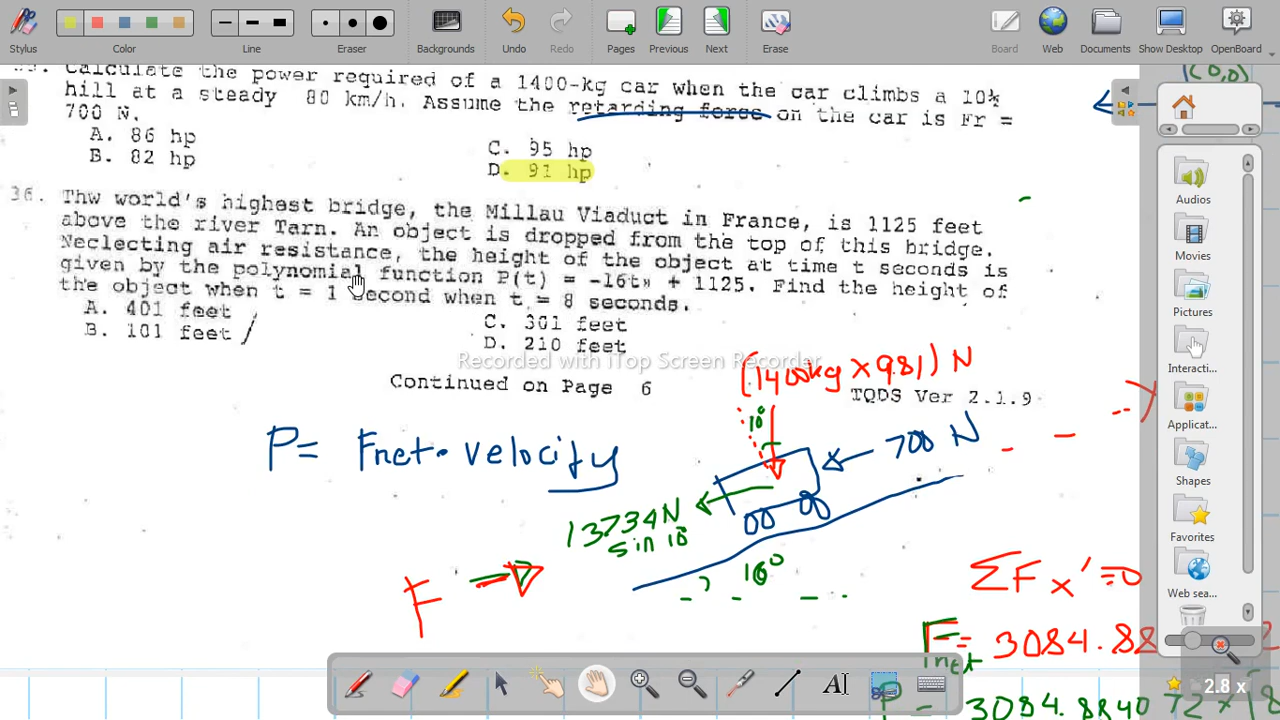 Stylus
Color
Line
Eraser
Backgrounds
Undo
Redo
Pages
Previous
Next
Erase
Board
Web
Documents
Show Desktop
OpenBoard
Calculate the power required of a 1400-kg car when the car climbs a 10%
hill at a steady 80 km/h. Assume the retarding force on the car is Fr =
700 N.
A. 86 hp
B. 82 hp
C. 95 hp
D. 91 hp
(0,0)
36. Thw world's highest bridge, the Millau Viaduct in France, is 1125 feet
above the river Tarn. An object is dropped from the top of this bridge.
Neclecting air resistance, the height of the object at time t seconds is
given by the polynomial function P(t) = -16t» + 1125. Find the height of
the object when t = 1 second when t = 8 seconds.
A. 401 feet
B. 101 feet /
C. 301 feet
D. 210 feet
Recorded with iTop Screen Recorder
Continued on Page 6
TQDS Ver 2.1.9
(1400kg x 9.81) N
10°
700 N
P= Fnet. velocity
13734N
sin 10°
10°
F
ΣFx'=0
Fnet = 3084.88
P = 3084.884072 x
Audios
Movies
Pictures
Interacti...
Applicat...
Shapes
Favorites
Web sea...
2.8 x